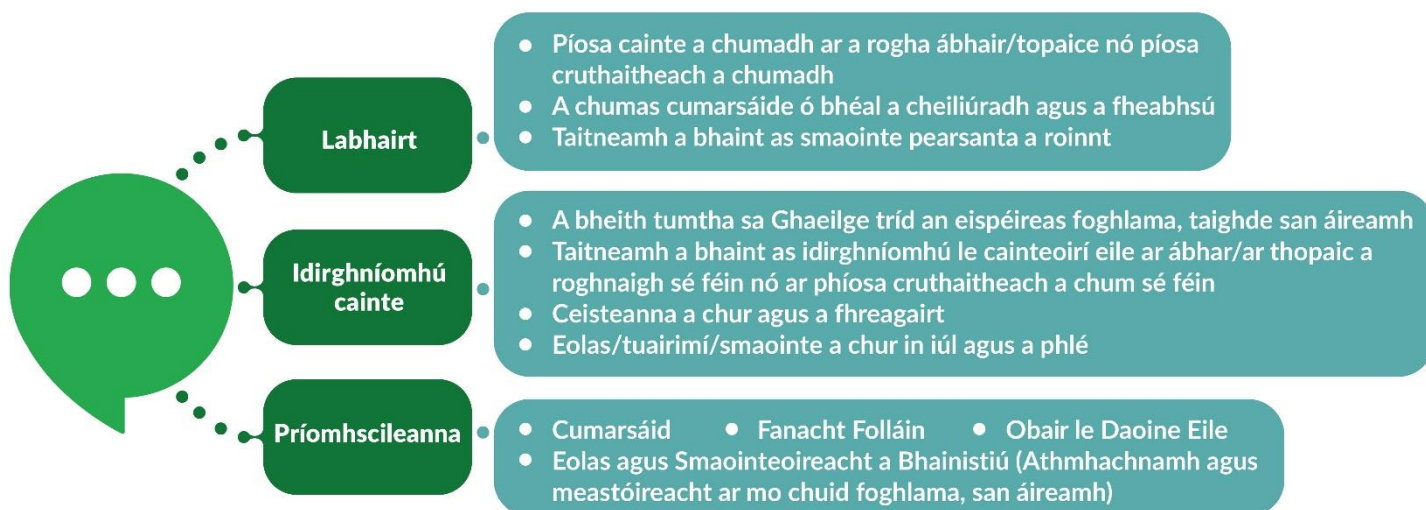 Labhairt
• Píosa cainte a chumadh ar a rogha ábhair/topaice nó píosa
cruthaitheach a chumadh
• A chumas cumarsáide ó bhéal a cheiliúradh agus a fheabhsú
• Taitneamh a bhaint as smaointe pearsanta a roinnt
Idirghníomhú
cainte
• A bheith tumtha sa Ghaeilge tríd an eispéireas foghlama, taighde san áireamh
• Taitneamh a bhaint as idirghníomhú le cainteoirí eile ar ábhar/ar thopaic a
roghnaigh sé féin nó ar phíosa cruthaitheach a chum sé féin
• Ceisteanna a chur agus a fhreagairt
• Eolas/tuairimí/smaointe a chur in iúl agus a phlé
Príomhscileanna
• Cumarsáid • Fanacht Folláin • Obair le Daoine Eile
• Eolas agus Smaointeoireacht a Bhainistiú (Athmhachnamh agus
meastóireacht ar mo chuid foghlama, san áireamh)